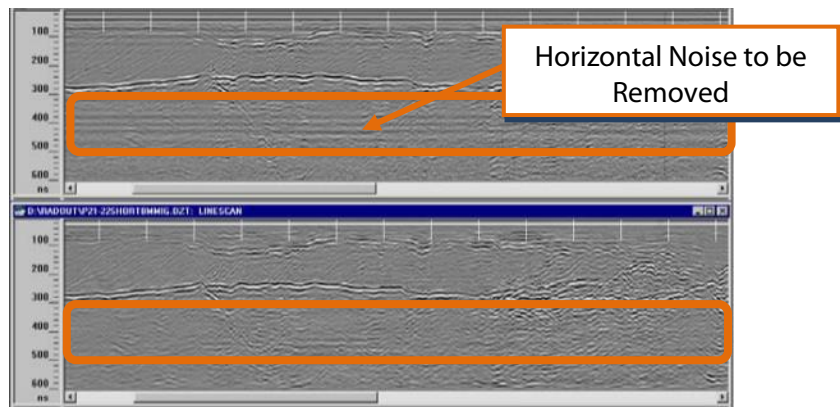 Horizontal Noise to be
Removed
100
200
300
400
500
600
ns
D:\RADOUT\P21-22SHORTBMMIG.DZT: LINESCAN
100
200
300
400
500
600
ns